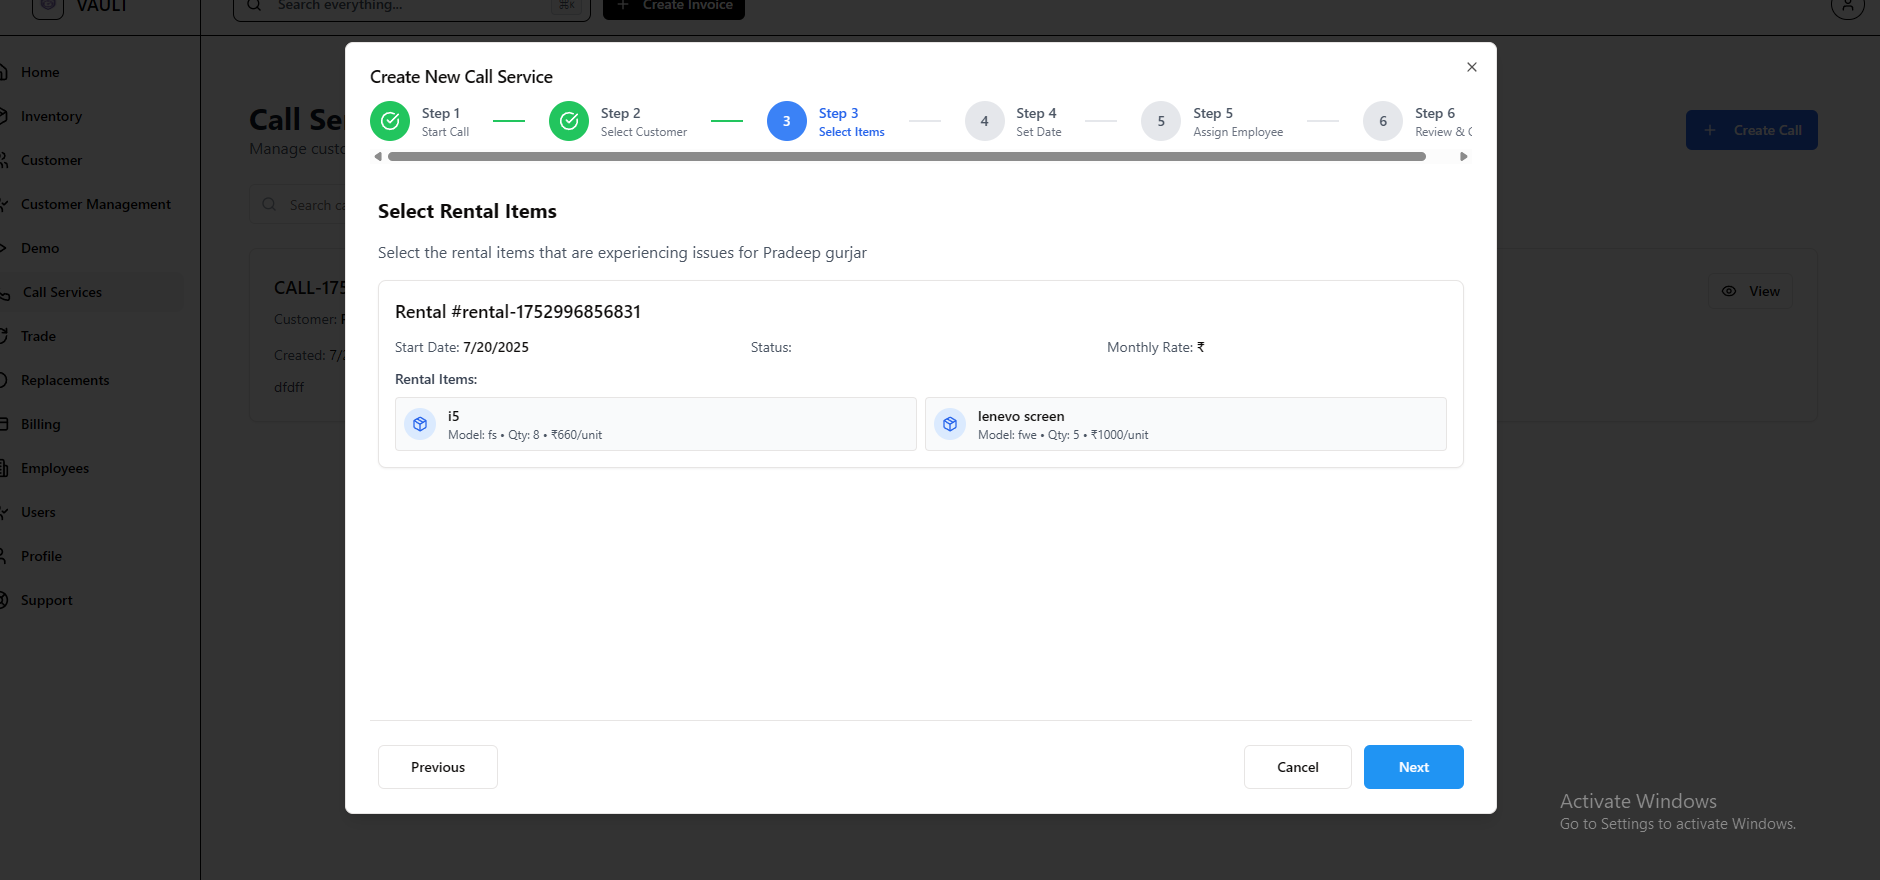 VAULT
Search everything...
⌘K
+ Create Invoice
Home
Inventory
Customer
Customer Management
Demo
Call Services
Trade
Replacements
Billing
Employees
Users
Profile
Support
Call Se
Manage custo
+ Create Call
Search ca
CALL-175
View
Customer: P
Created: 7/2
dfdff
Create New Call Service
Step 1
Start Call
Step 2
Select Customer
3
Step 3
Select Items
4
Step 4
Set Date
5
Step 5
Assign Employee
6
Step 6
Review & C
Select Rental Items
Select the rental items that are experiencing issues for Pradeep gurjar
Rental #rental-1752996856831
Start Date: 7/20/2025
Status:
Monthly Rate: ₹
Rental Items:
i5
Model: fs • Qty: 8 • ₹660/unit
lenevo screen
Model: fwe • Qty: 5 • ₹1000/unit
Previous
Cancel
Next
Activate Windows
Go to Settings to activate Windows.